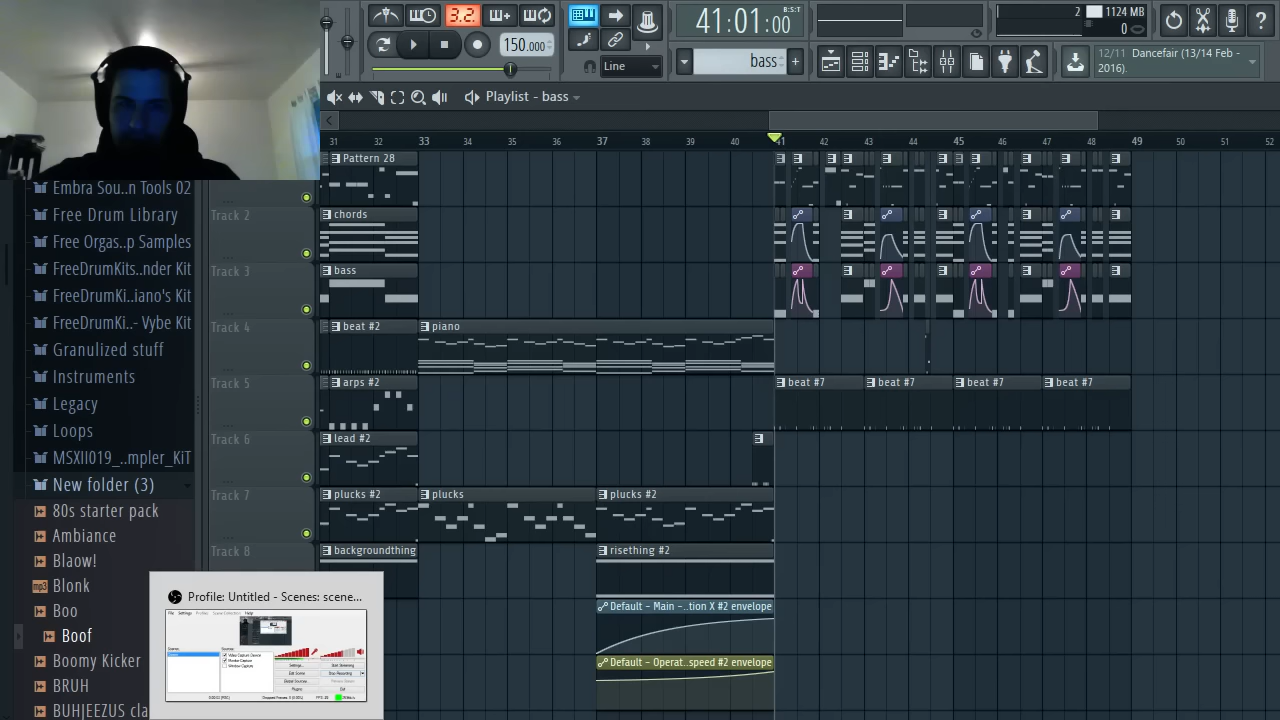 3.2
150.000
Line
41:01:00
B:S:T
bass
2
1124 MB
0
12/11 Dancefair (13/14 Feb -
2016).
Playlist - bass
31 32 33 34 35 36 37 38 39 40 41 42 43 44 45 46 47 48 49 50 51 52
Embra Sou..n Tools 02
Free Drum Library
Free Orgas..p Samples
FreeDrumKits..nder Kit
FreeDrumKi..iano's Kit
FreeDrumKi..- Vybe Kit
Granulized stuff
Instruments
Legacy
Loops
MSXII019_..mpler_KiT
New folder (3)
80s starter pack
Ambiance
Blaow!
Blonk
Boo
Boof
Boomy Kicker
BRUH
BUH|EEZUS cla
Pattern 28
Track 2
chords
Track 3
bass
Track 4
beat #2
piano
Track 5
arps #2
beat #7
beat #7
beat #7
beat #7
Track 6
lead #2
Track 7
plucks #2
plucks
plucks #2
Track 8
backgroundthing
risething #2
Default - Main -..tion X #2 envelope
Default - Operat..speed #2 envelope
Profile: Untitled - Scenes: scene...